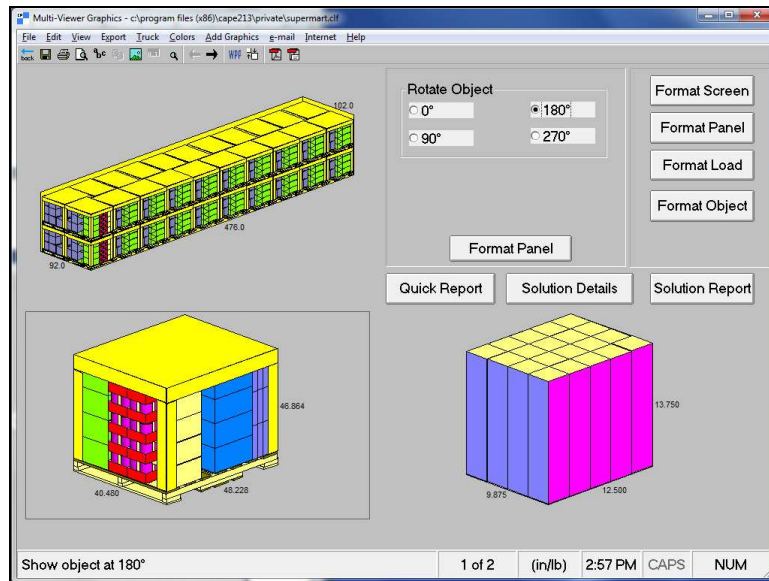 Multi-Viewer Graphics - c:\program files (x86)\cape213\private\supermart.clf
File Edit View Export Truck Colors Add Graphics e-mail Internet Help
back
WPP
102.0
476.0
92.0
Rotate Object
0° 180°
90° 270°
Format Panel
Format Screen
Format Panel
Format Load
Format Object
Quick Report Solution Details Solution Report
46.864
40.480
48.228
13.750
9.875
12.500
Show object at 180° 1 of 2 (in/lb) 2:57 PM CAPS NUM